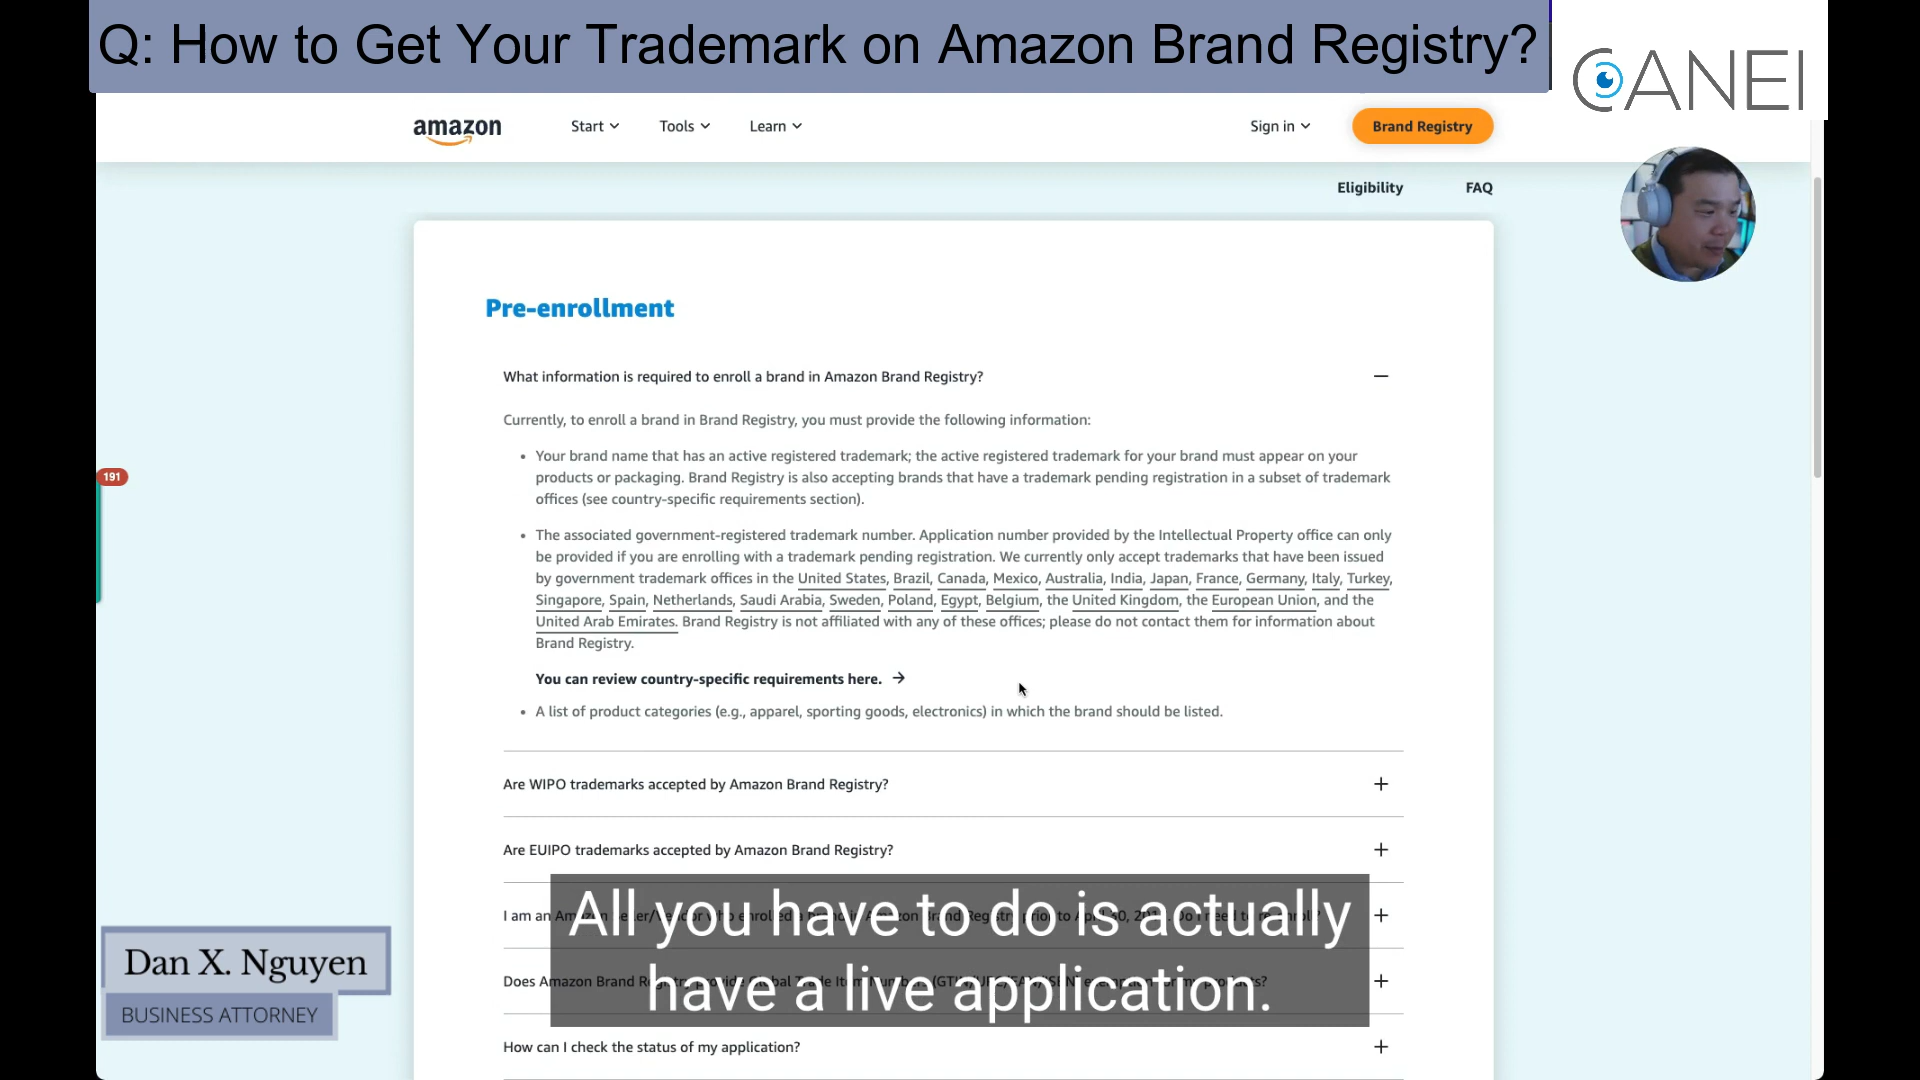 Q: How to Get Your Trademark on Amazon Brand Registry?
CANEI
amazon
Start
Tools
Learn
Sign in
Brand Registry
Eligibility
FAQ
Pre-enrollment
What information is required to enroll a brand in Amazon Brand Registry?
Currently, to enroll a brand in Brand Registry, you must provide the following information:
• Your brand name that has an active registered trademark; the active registered trademark for your brand must appear on your
products or packaging. Brand Registry is also accepting brands that have a trademark pending registration in a subset of trademark
offices (see country-specific requirements section).
191
• The associated government-registered trademark number. Application number provided by the Intellectual Property office can only
be provided if you are enrolling with a trademark pending registration. We currently only accept trademarks that have been issued
by government trademark offices in the United States, Brazil, Canada, Mexico, Australia, India, Japan, France, Germany, Italy, Turkey,
Singapore, Spain, Netherlands, Saudi Arabia, Sweden, Poland, Egypt, Belgium, the United Kingdom, the European Union, and the
United Arab Emirates. Brand Registry is not affiliated with any of these offices; please do not contact them for information about
Brand Registry.
You can review country-specific requirements here. →
• A list of product categories (e.g., apparel, sporting goods, electronics) in which the brand should be listed.
Are WIPO trademarks accepted by Amazon Brand Registry?
Are EUIPO trademarks accepted by Amazon Brand Registry?
I am an
All you have to do is actually
Does Amazon Brand
have a live application.
Dan X. Nguyen
BUSINESS ATTORNEY
How can I check the status of my application?